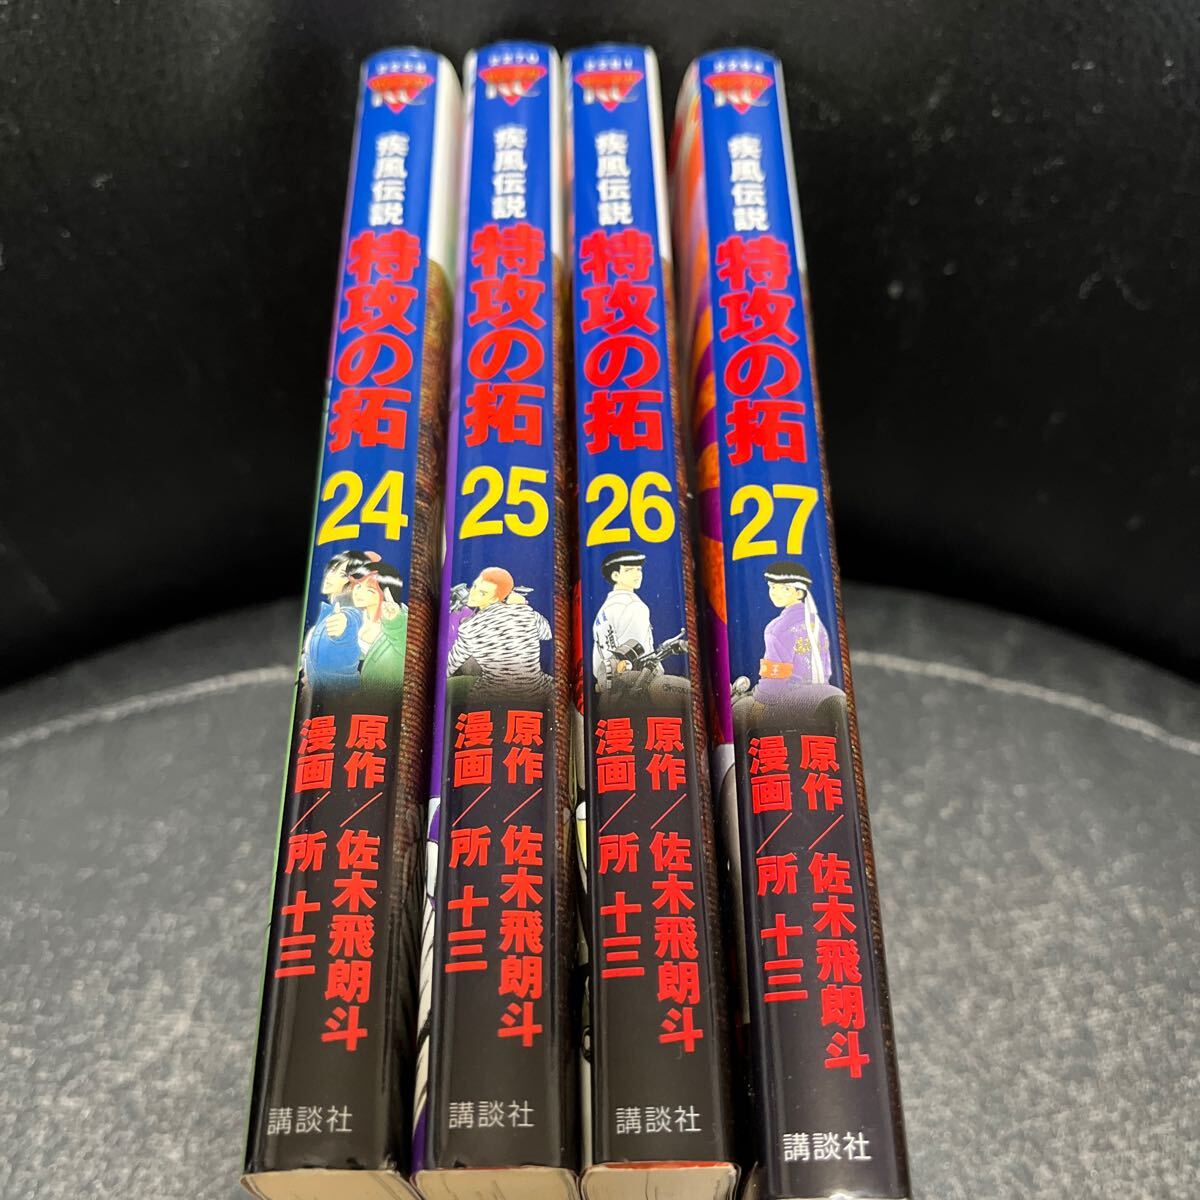 疾風伝説
特攻の拓
24
原作/佐木飛朗斗
漫画/所 十三
講談社
疾風伝説
特攻の拓
25
原作/佐木飛朗斗
漫画/所 十三
講談社
疾風伝説
特攻の拓
26
原作/佐木飛朗斗
漫画/所 十三
講談社
疾風伝説
特攻の拓
27
原作/佐木飛朗斗
漫画/所 十三
講談社